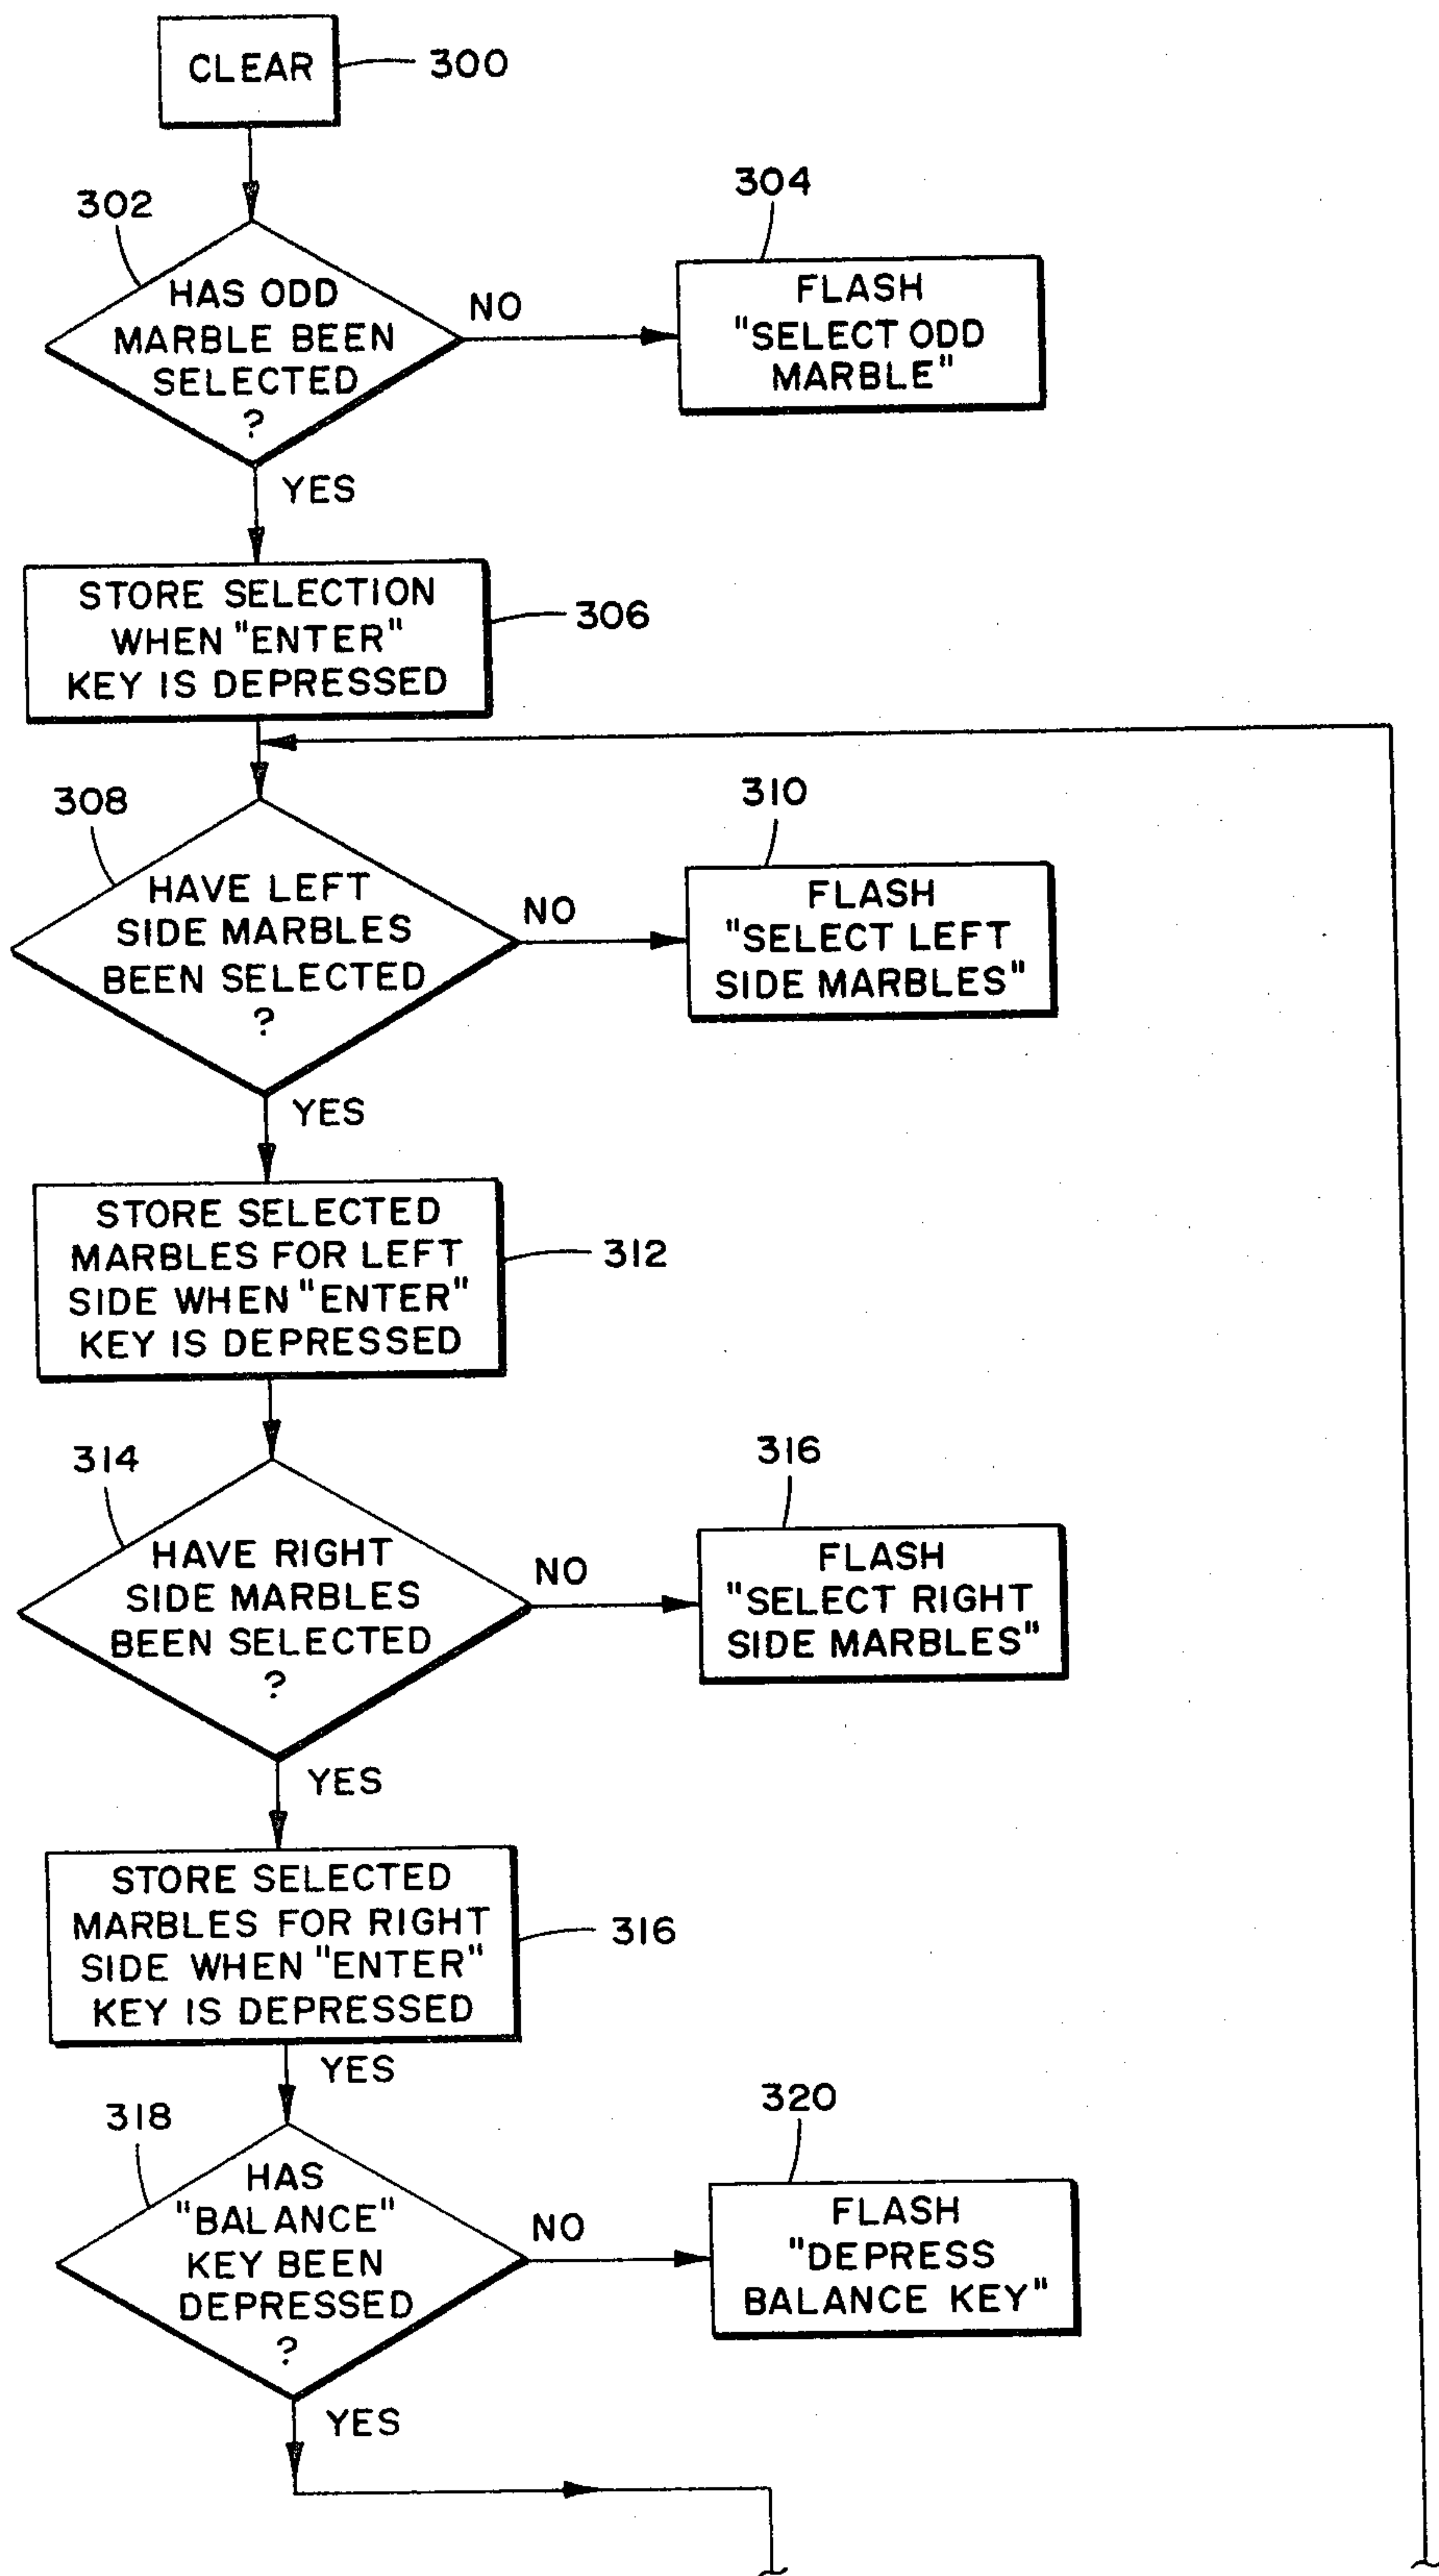 CLEAR
300
302
HAS ODD
MARBLE BEEN
SELECTED
?
NO
304
FLASH
"SELECT ODD
MARBLE"
YES
STORE SELECTION
WHEN "ENTER"
KEY IS DEPRESSED
306
308
HAVE LEFT
SIDE MARBLES
BEEN SELECTED
?
NO
310
FLASH
"SELECT LEFT
SIDE MARBLES"
YES
STORE SELECTED
MARBLES FOR LEFT
SIDE WHEN "ENTER"
KEY IS DEPRESSED
312
314
HAVE RIGHT
SIDE MARBLES
BEEN SELECTED
?
NO
316
FLASH
"SELECT RIGHT
SIDE MARBLES"
YES
STORE SELECTED
MARBLES FOR RIGHT
SIDE WHEN "ENTER"
KEY IS DEPRESSED
316
YES
318
HAS
"BALANCE"
KEY BEEN
DEPRESSED
?
NO
320
FLASH
"DEPRESS
BALANCE KEY"
YES